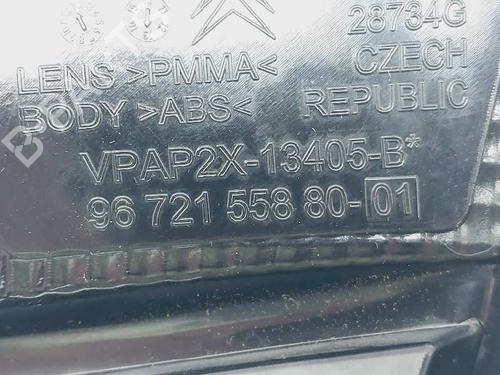 28734G
LENS >PMMA< CZECH
BODY >ABS< REPUBLIC
VPAP2X-13405-B*
96 721 558 80-01